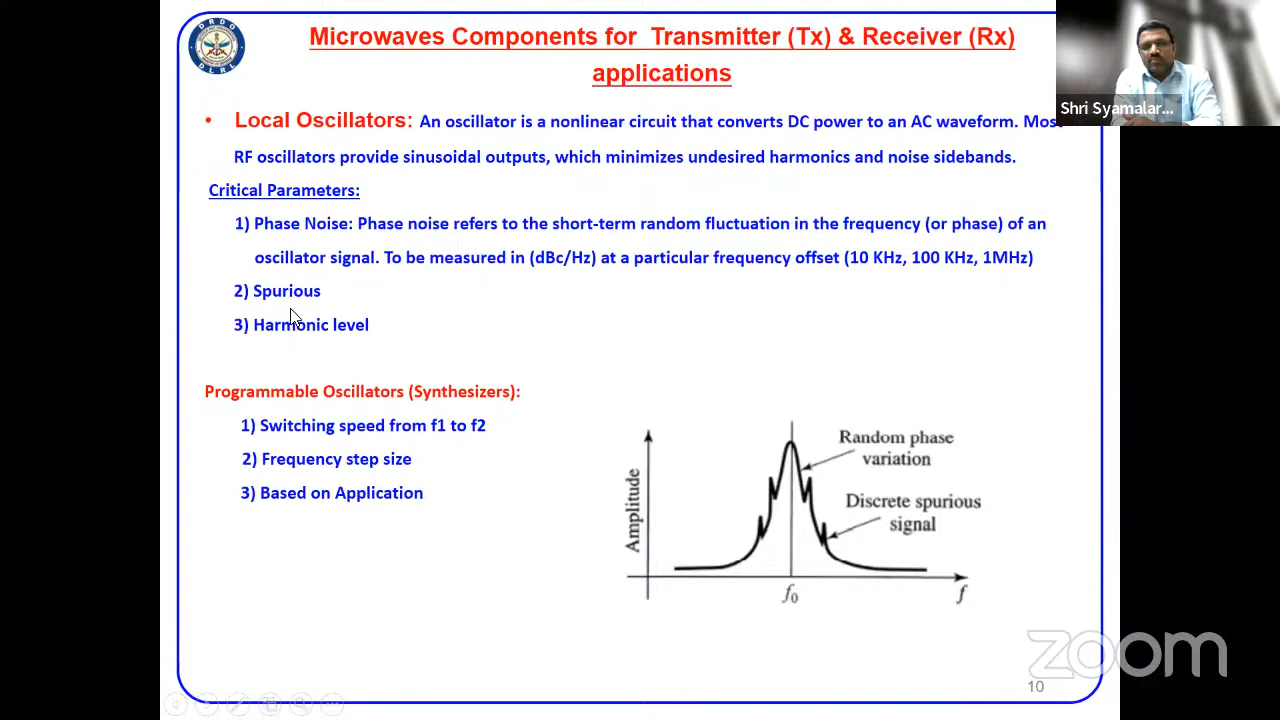 Microwaves Components for Transmitter (Tx) & Receiver (Rx)
applications
DRDO
DLRL
Shri Syamalar...
• Local Oscillators: An oscillator is a nonlinear circuit that converts DC power to an AC waveform. Most
RF oscillators provide sinusoidal outputs, which minimizes undesired harmonics and noise sidebands.
Critical Parameters:
1) Phase Noise: Phase noise refers to the short-term random fluctuation in the frequency (or phase) of an
oscillator signal. To be measured in (dBc/Hz) at a particular frequency offset (10 KHz, 100 KHz, 1MHz)
2) Spurious
3) Harmonic level
Programmable Oscillators (Synthesizers):
1) Switching speed from f1 to f2
2) Frequency step size
3) Based on Application
Amplitude
Random phase
variation
Discrete spurious
signal
f0
f
zoom
10